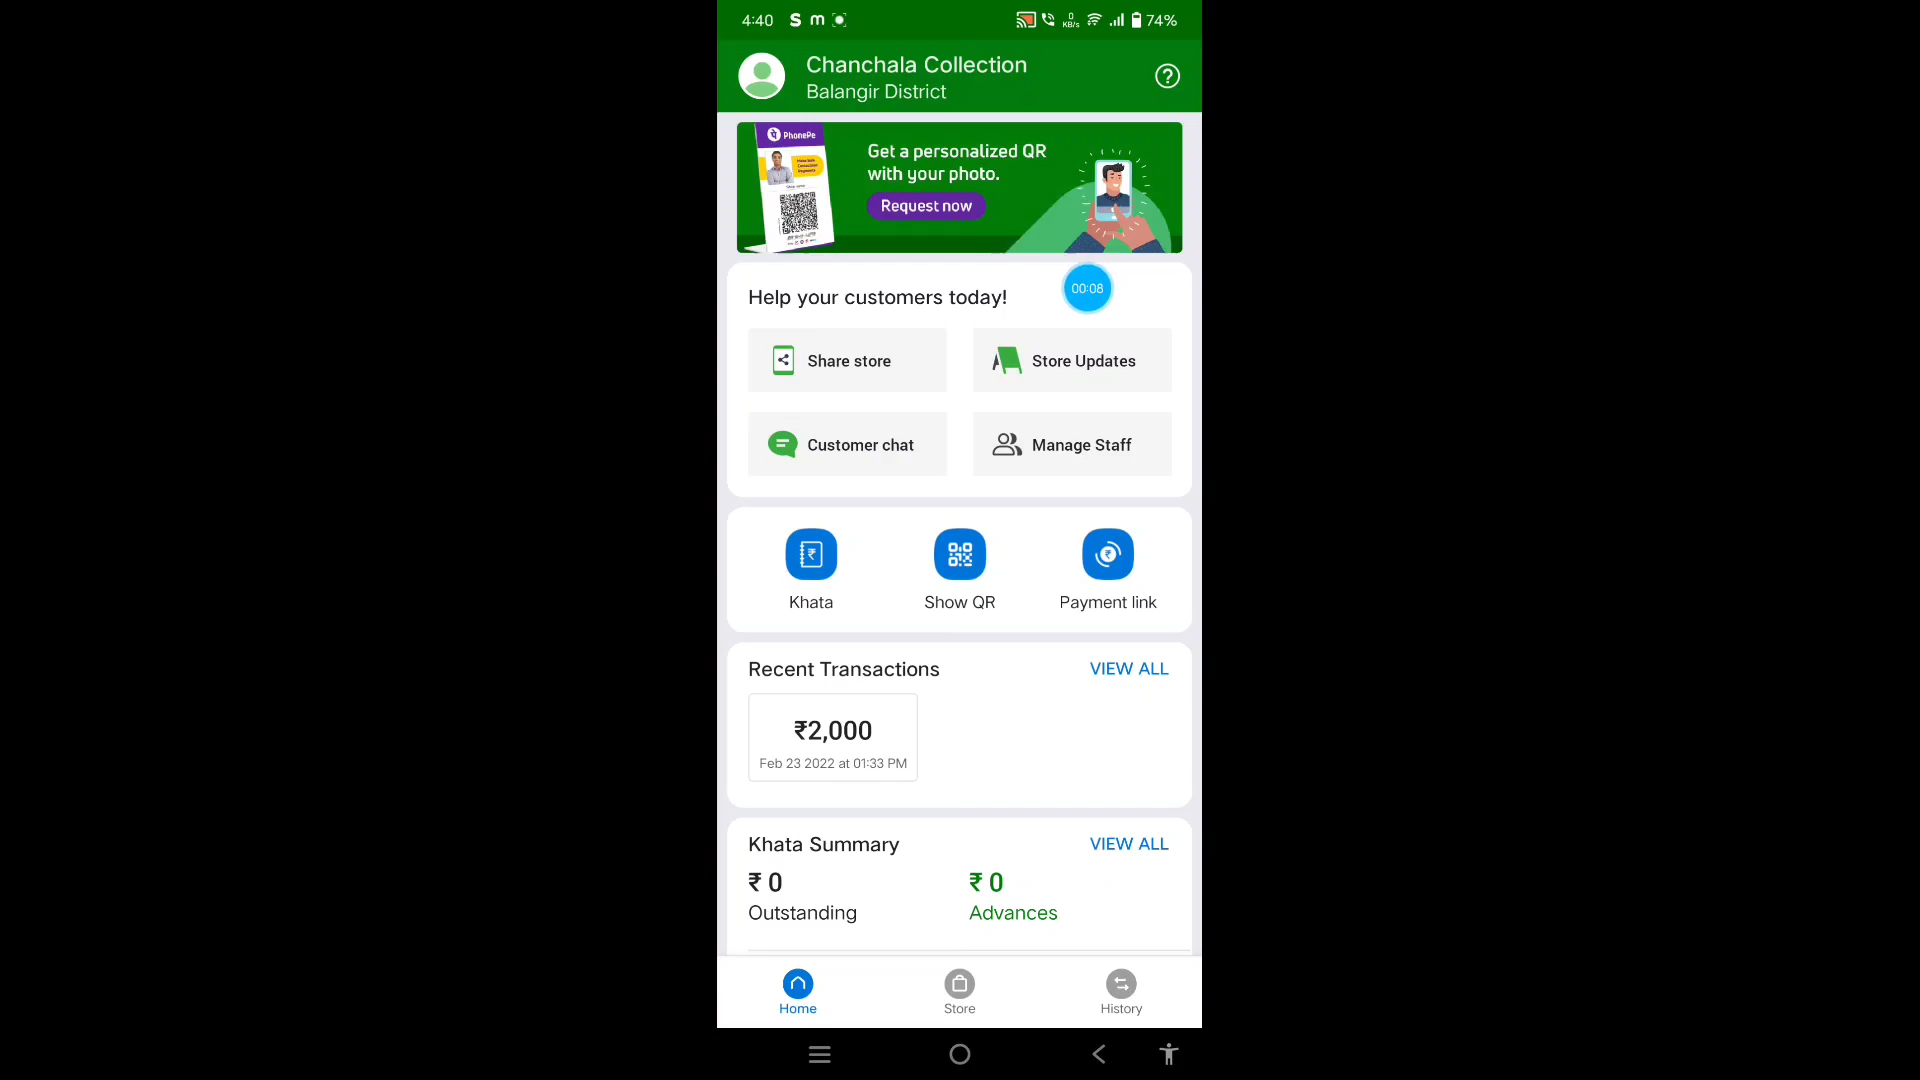 4:40 S m 0 KB/s 74%
Chanchala Collection
Balangir District
?
PhonePe
Get a personalized QR
with your photo.
Request now
Help your customers today!
00:08
Share store
Store Updates
Customer chat
Manage Staff
Khata
Show QR
Payment link
Recent Transactions
VIEW ALL
₹2,000
Feb 23 2022 at 01:33 PM
Khata Summary
VIEW ALL
₹ 0
₹ 0
Outstanding
Advances
Home
Store
History